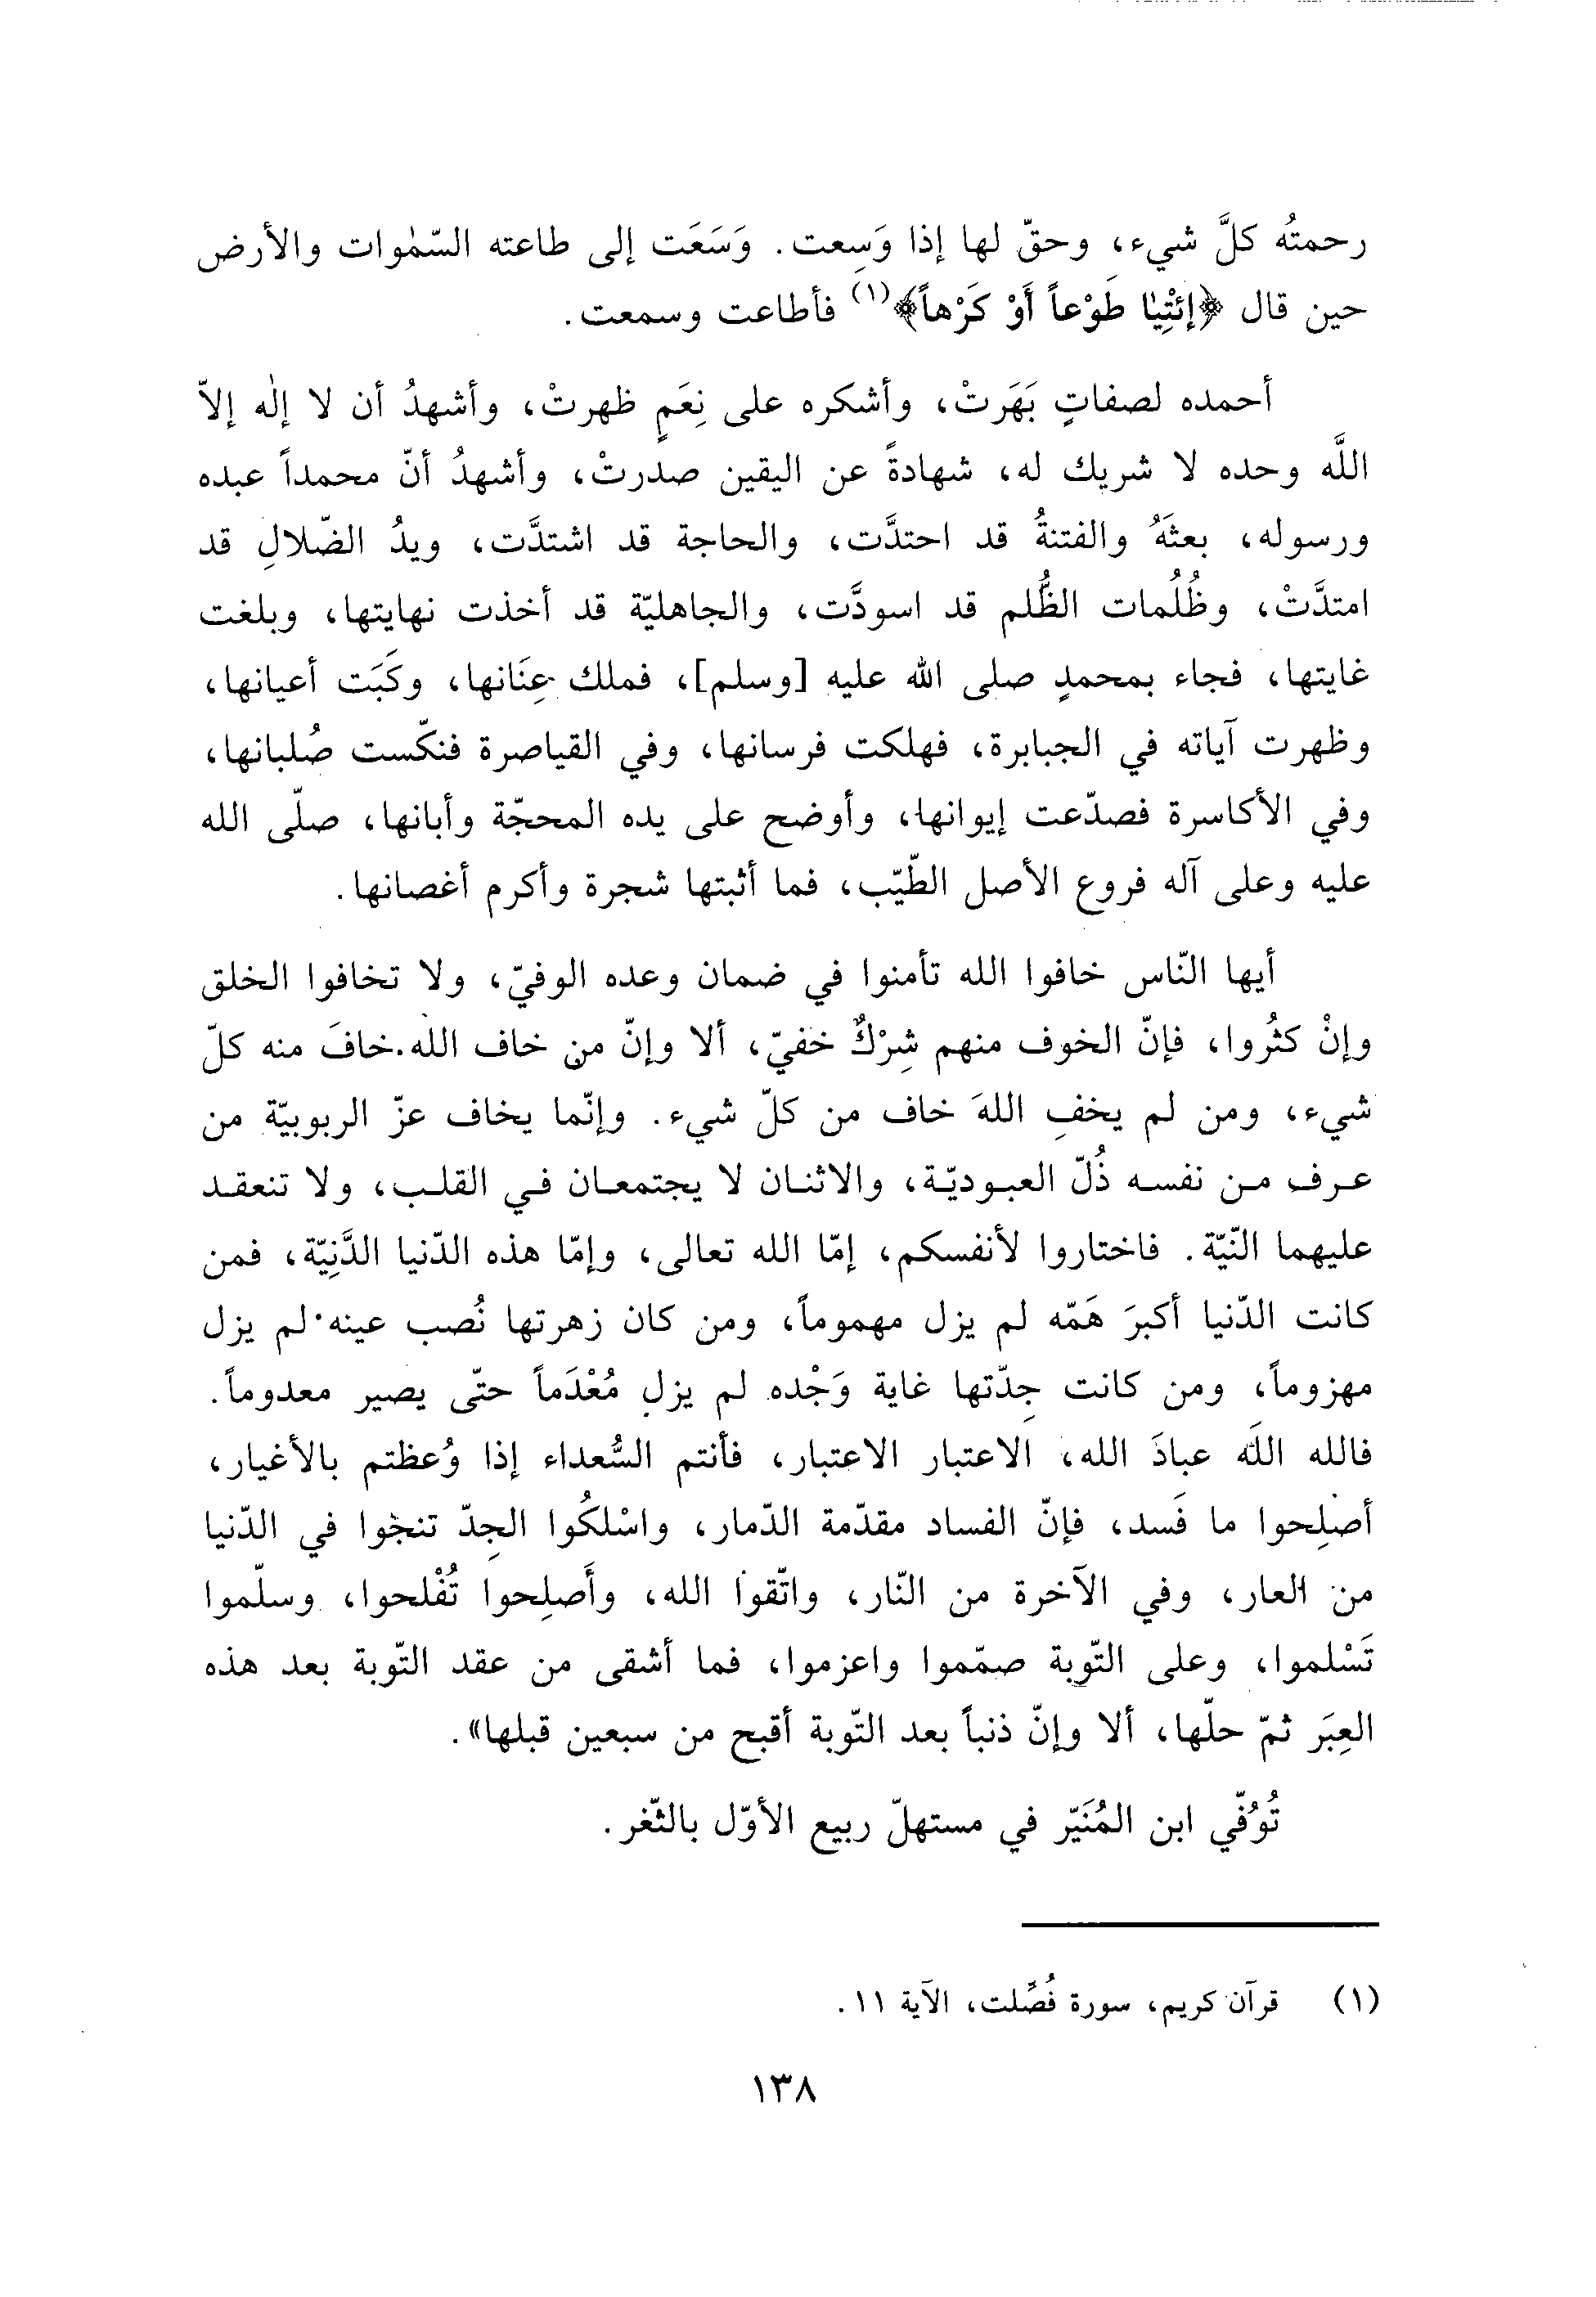 رحمتُه كلَّ شيء، وحقّ لها إذا وَسِعت. وَسَعَت إلى طاعته السّمٰوات والأرض
حين قال ﴿إئْتِيٰا طَوْعاً أَوْ كَرْهاً﴾(١) فأطاعت وسمعت.
أحمده لصفاتٍ بَهَرَتْ، وأشكره على نِعَمٍ ظهرتْ، وأشهدُ أن لا إلٰه إلاّ
اللَّه وحده لا شريك له، شهادةً عن اليقين صدرتْ، وأشهدُ أنّ محمداً عبده
ورسوله، بعثَهُ والفتنةُ قد احتدَّت، والحاجة قد اشتدَّت، ويدُ الضّلالِ قد
امتدَّتْ، وظُلُمات الظُّلم قد اسودَّت، والجاهليّة قد أخذت نهايتها، وبلغت
غايتها، فجاء بمحمدٍ صلى الله عليه [وسلم]، فملك عِنَانها، وكَبَت أعيانها،
وظهرت آياته في الجبابرة، فهلكت فرسانها، وفي القياصرة فنكّست صُلبانها،
وفي الأكاسرة فصدّعت إيوانها، وأوضح على يده المحجّة وأبانها، صلّى الله
عليه وعلى آله فروع الأصل الطّيّب، فما أثبتها شجرة وأكرم أغصانها.
أيها النّاس خافوا الله تأمنوا في ضمان وعده الوفيّ، ولا تخافوا الخلق
وإنْ كثُروا، فإنّ الخوف منهم شِرْكٌ خفيّ، ألا وإنّ من خاف الله خافَ منه كلّ
شيء، ومن لم يخفِ اللهَ خاف من كلّ شيء. وإنّما يخاف عزّ الربوبيّة من
عرف من نفسه ذُلّ العبوديّة، والاثنان لا يجتمعان في القلب، ولا تنعقد
عليهما النّيّة. فاختاروا لأنفسكم، إمّا الله تعالى، وإمّا هذه الدّنيا الدَّنِيّة، فمن
كانت الدّنيا أكبرَ هَمّه لم يزل مهموماً، ومن كان زهرتها نُصب عينه لم يزل
مهزوماً، ومن كانت جِدّتها غاية وَجْده لم يزل مُعْدَماً حتّى يصير معدوماً.
فالله اللَه عبادَ الله، الاعتبار الاعتبار، فأنتم السُّعداء إذا وُعظتم بالأغيار،
أصلِحوا ما فَسد، فإنّ الفساد مقدّمة الدّمار، واسْلكُوا الجِدّ تنجوا في الدّنيا
من العار، وفي الآخرة من النّار، واتّقوا الله، وأَصلِحوا تُفْلحوا، وسلّموا
تَسْلموا، وعلى التّوبة صمّموا واعزموا، فما أشقى من عقد التّوبة بعد هذه
العِبَر ثمّ حلّها، ألا وإنّ ذنباً بعد التّوبة أقبح من سبعين قبلها».
تُوُفّي ابن المُنَيّر في مستهلّ ربيع الأوّل بالثّغر.
(١) قرآن كريم، سورة فُصِّلت، الآية ١١.
١٣٨